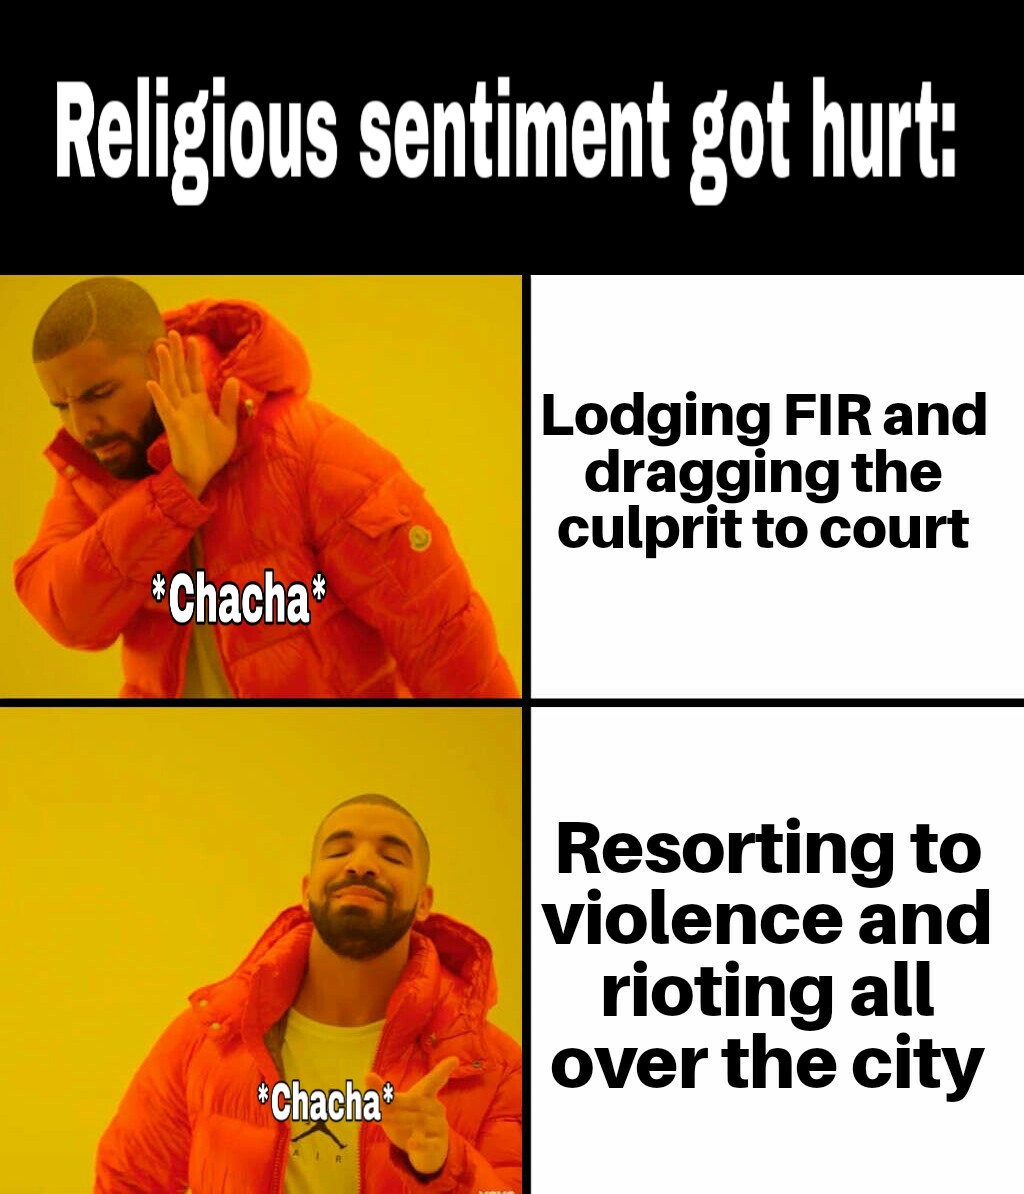 Religious sentiment got hurt:
Lodging FIR and
dragging the
culprit to court
*Chacha*
Resorting to
violence and
rioting all
over the city
*Chacha*
A I R